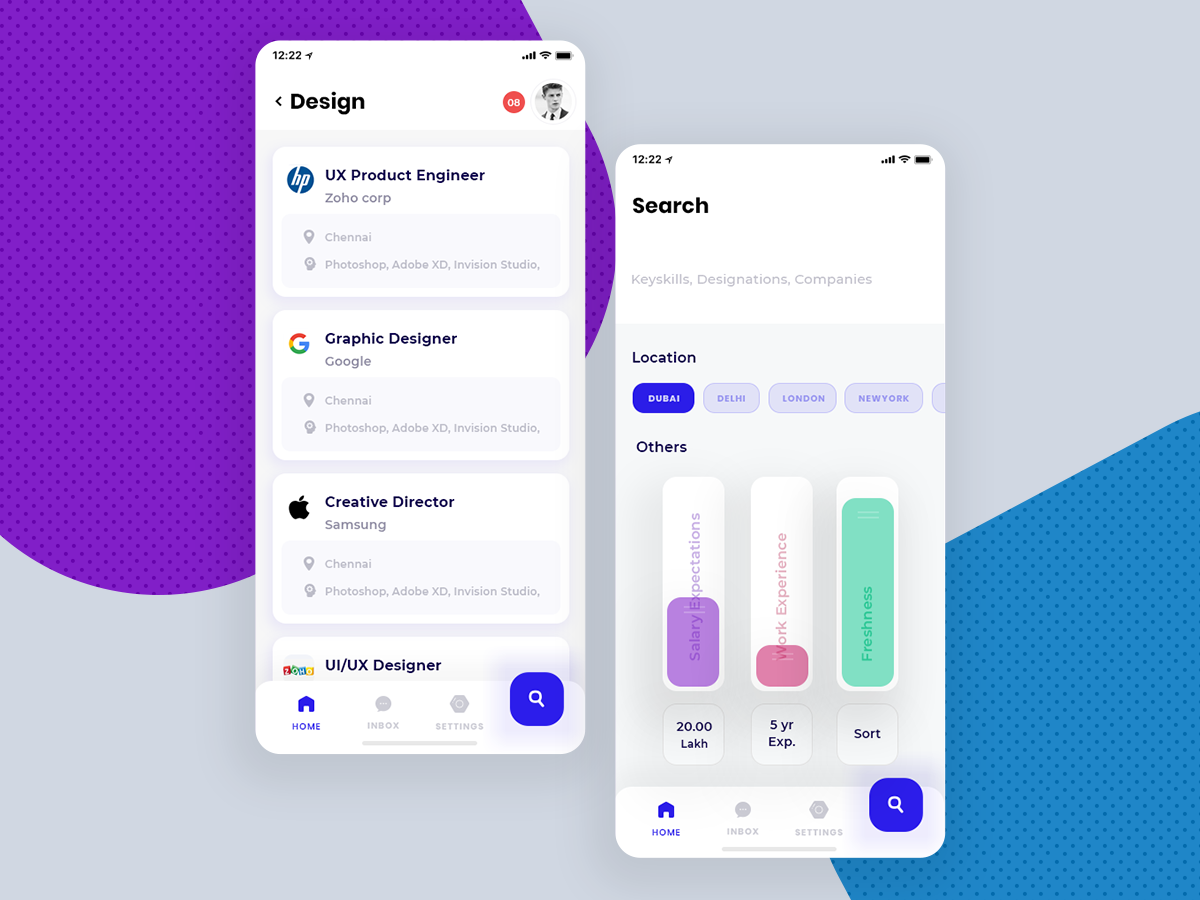 12:22
Design
08
hp
UX Product Engineer
Zoho corp
Chennai
Photoshop, Adobe XD, Invision Studio,
Graphic Designer
Google
Chennai
Photoshop, Adobe XD, Invision Studio,
Creative Director
Samsung
Chennai
Photoshop, Adobe XD, Invision Studio,
ZOHO
UI/UX Designer
HOME
INBOX
SETTINGS
12:22
Search
Keyskills, Designations, Companies
Location
DUBAI
DELHI
LONDON
NEWYORK
Others
Salary Expectations
Work Experience
Freshness
20.00
Lakh
5 yr
Exp.
Sort
HOME
INBOX
SETTINGS